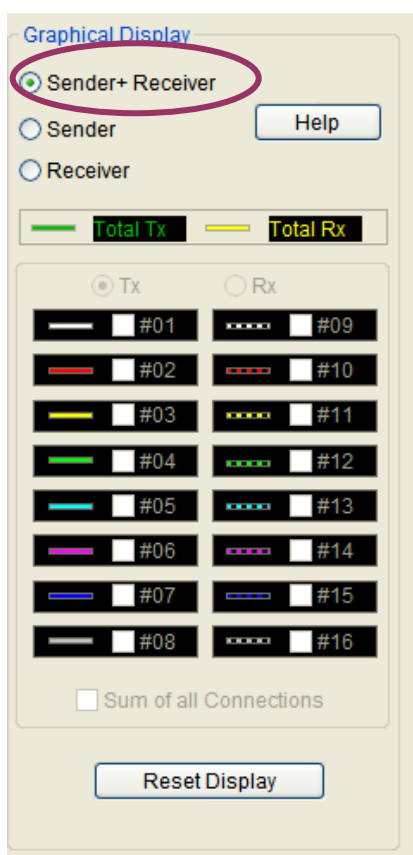 Graphical Display
Sender+ Receiver
Sender
Help
Receiver
Total Tx Total Rx
Tx Rx
#01 #09
#02 #10
#03 #11
#04 #12
#05 #13
#06 #14
#07 #15
#08 #16
Sum of all Connections
Reset Display